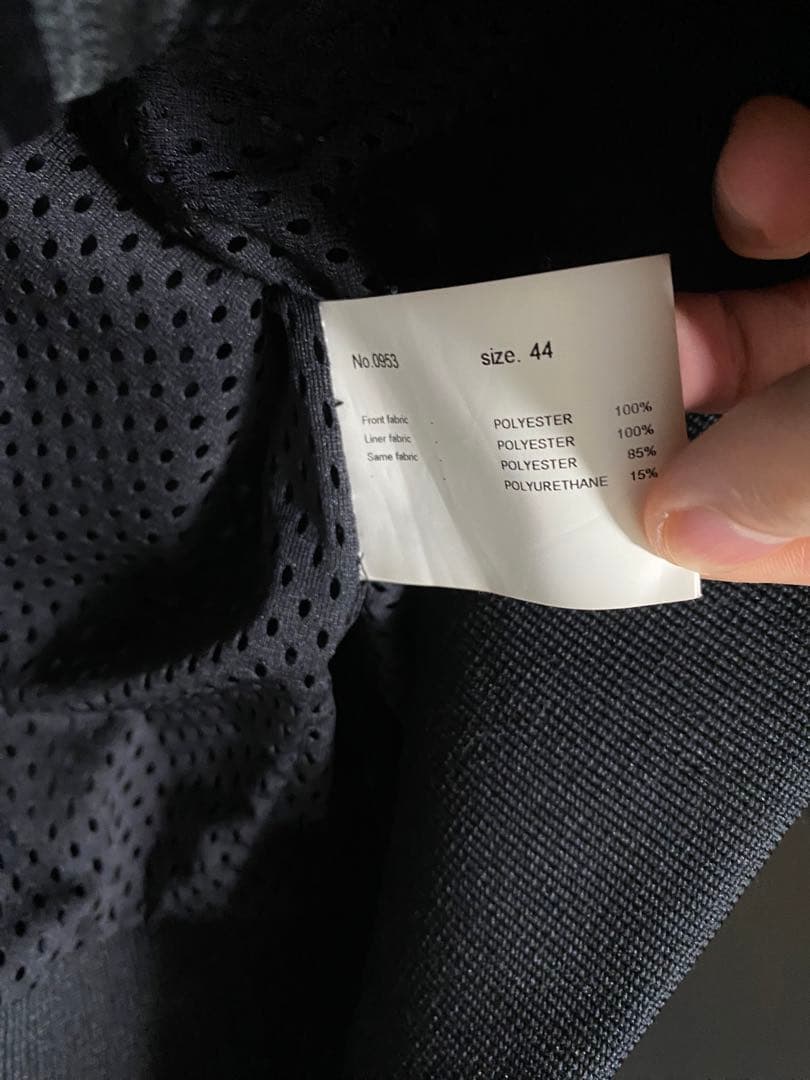 No.0953 size. 44
Front fabric : POLYESTER 100%
Liner fabric : POLYESTER 100%
Same fabric : POLYESTER 85%
: POLYURETHANE 15%